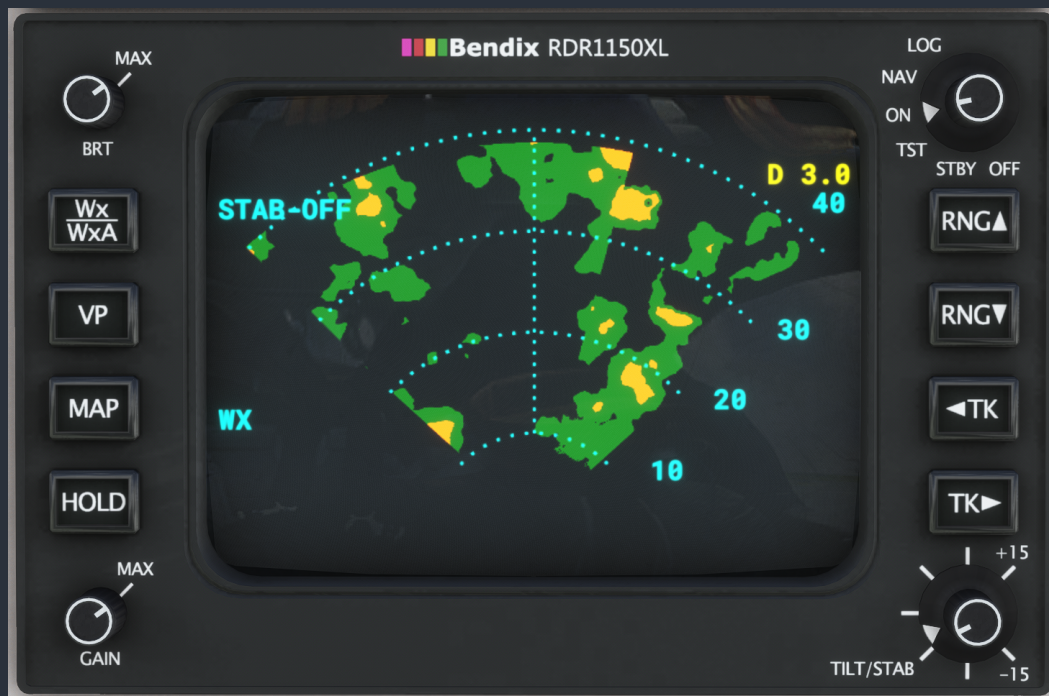 Bendix RDR1150XL
MAX
BRT
LOG
NAV
ON
TST
STBY OFF
Wx
WxA
VP
MAP
HOLD
MAX
GAIN
STAB-OFF
D 3.0
40
30
20
10
WX
RNG▲
RNG▼
◄TK
TK►
+15
-15
TILT/STAB